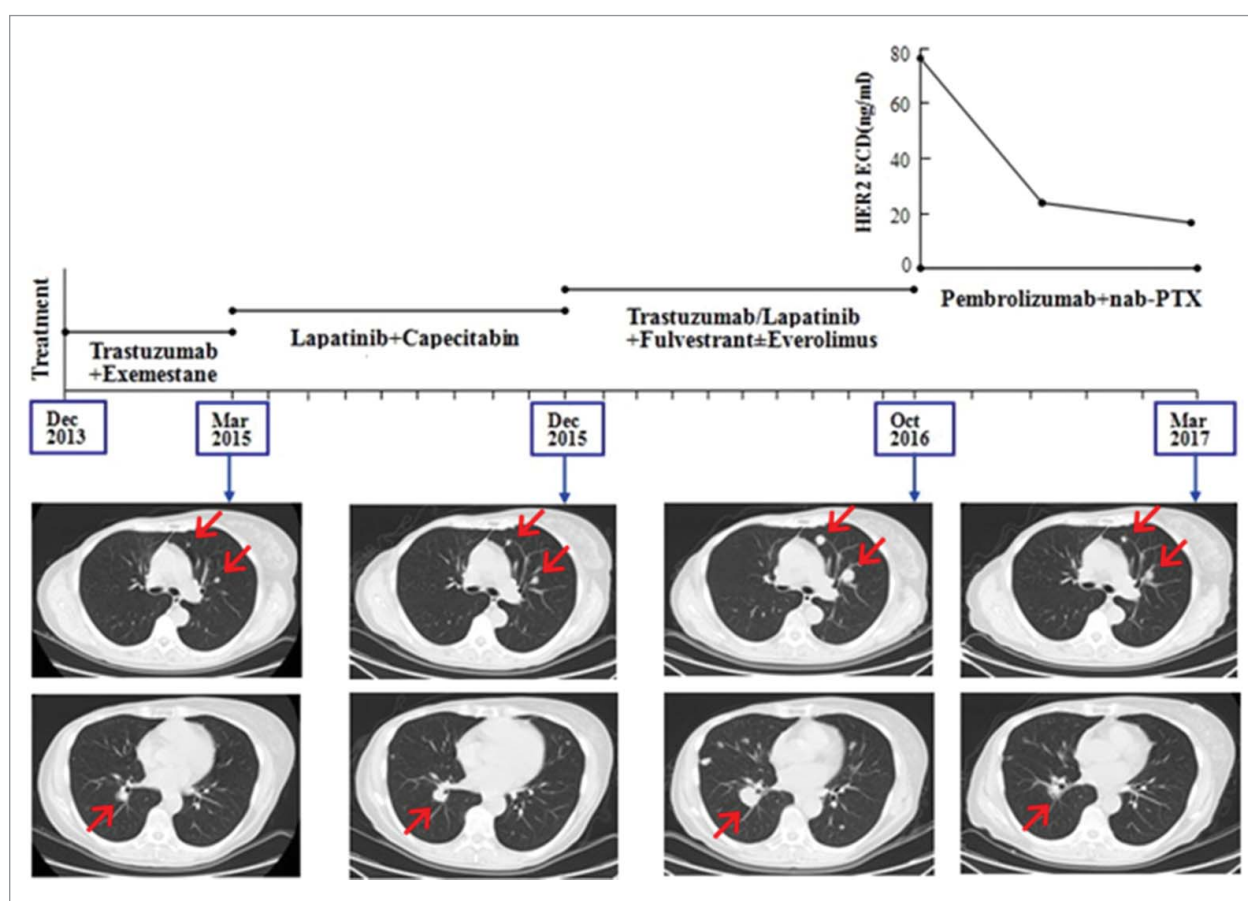 80
60
40
20
0
HER2 ECD(ng/ml)
Treatment
Trastuzumab
+Exemestane
Lapatinib+Capecitabin
Trastuzumab/Lapatinib
+Fulvestrant±Everolimus
Pembrolizumab+nab-PTX
Dec
2013
Mar
2015
Dec
2015
Oct
2016
Mar
2017